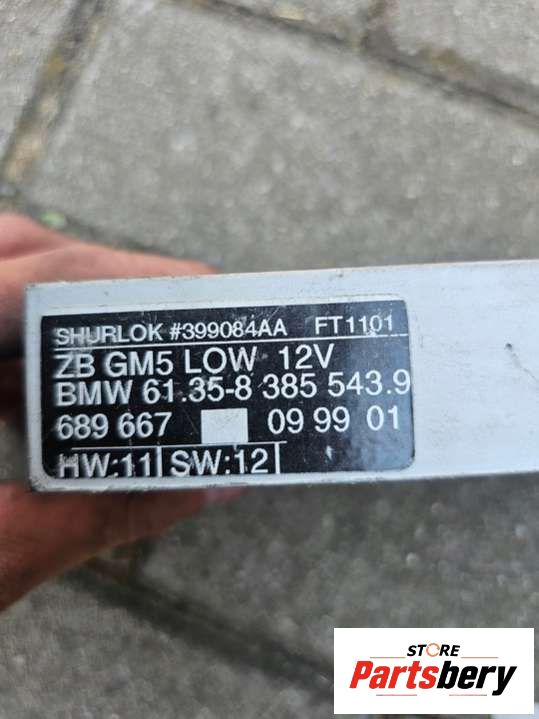 SHURLOK #399084AA FT1101
ZB GM5 LOW 12V
BMW 61.35-8 385 543.9
689 667 09 99 01
HW:11 SW:12
STORE
Partsbery